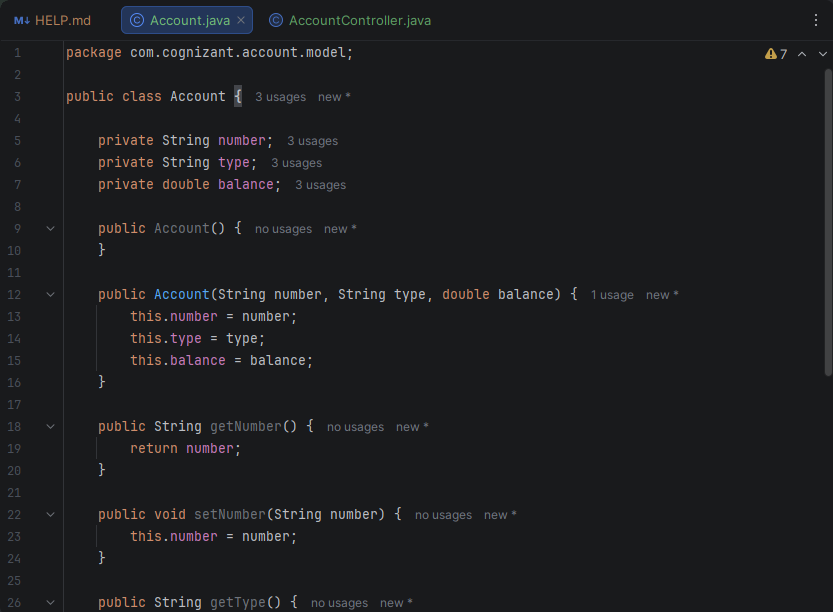 M↓ HELP.md   © Account.java ×   © AccountController.java
⚠ 7
1 package com.cognizant.account.model;
2
3 public class Account {   3 usages   new *
4
5     private String number;   3 usages
6     private String type;   3 usages
7     private double balance;   3 usages
8
9     public Account() {   no usages   new *
10     }
11
12     public Account(String number, String type, double balance) {   1 usage   new *
13         this.number = number;
14         this.type = type;
15         this.balance = balance;
16     }
17
18     public String getNumber() {   no usages   new *
19         return number;
20     }
21
22     public void setNumber(String number) {   no usages   new *
23         this.number = number;
24     }
25
26     public String getType() {   no usages   new *